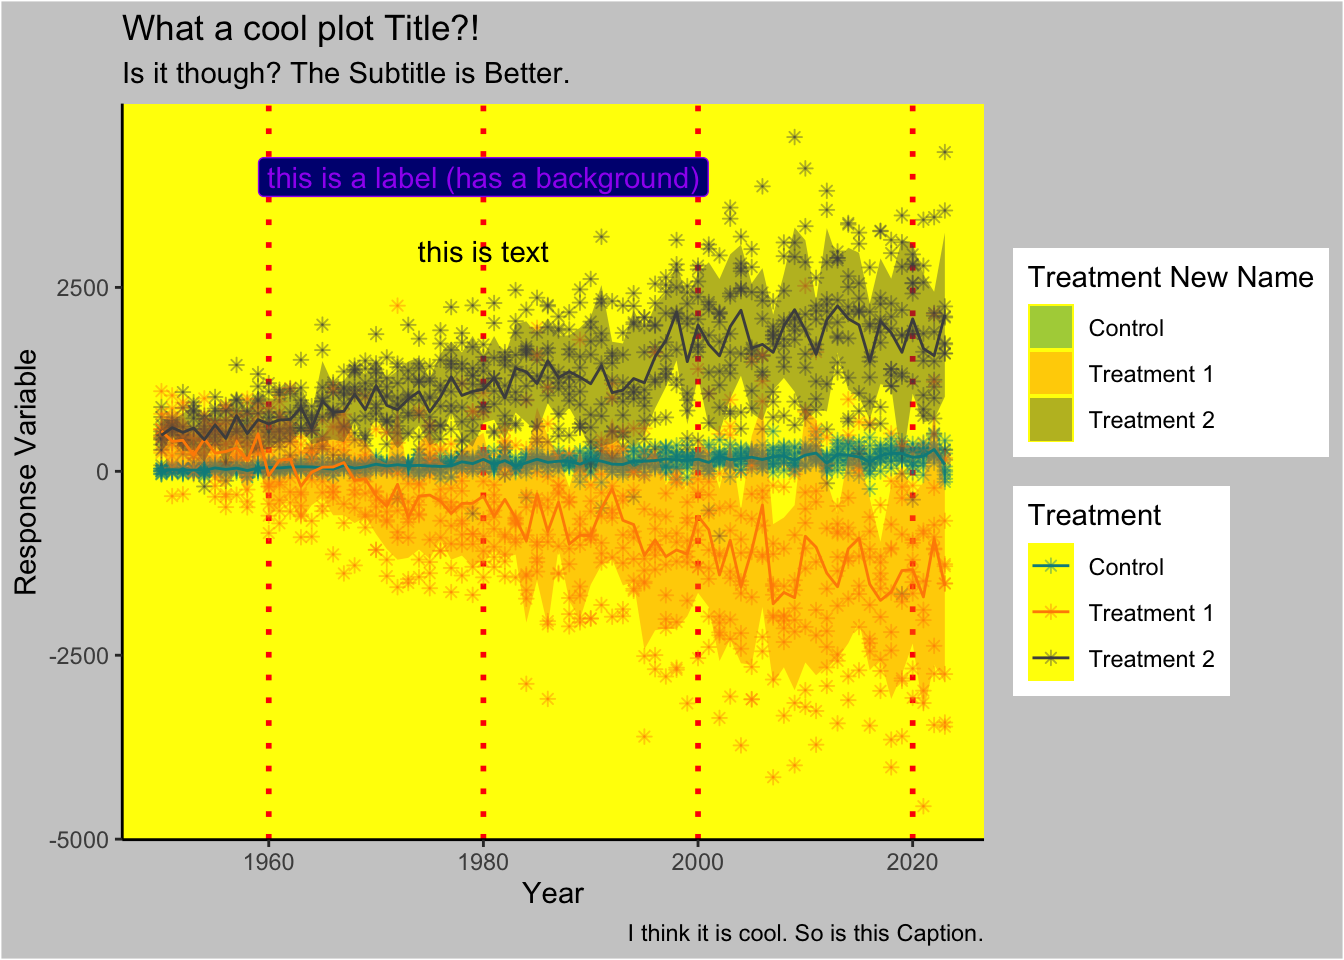 What a cool plot Title?!
Is it though? The Subtitle is Better.
this is a label (has a background)
this is text
Response Variable
2500
0
-2500
-5000
1960 1980 2000 2020
Year
I think it is cool. So is this Caption.
Treatment New Name
Control
Treatment 1
Treatment 2
Treatment
Control
Treatment 1
Treatment 2